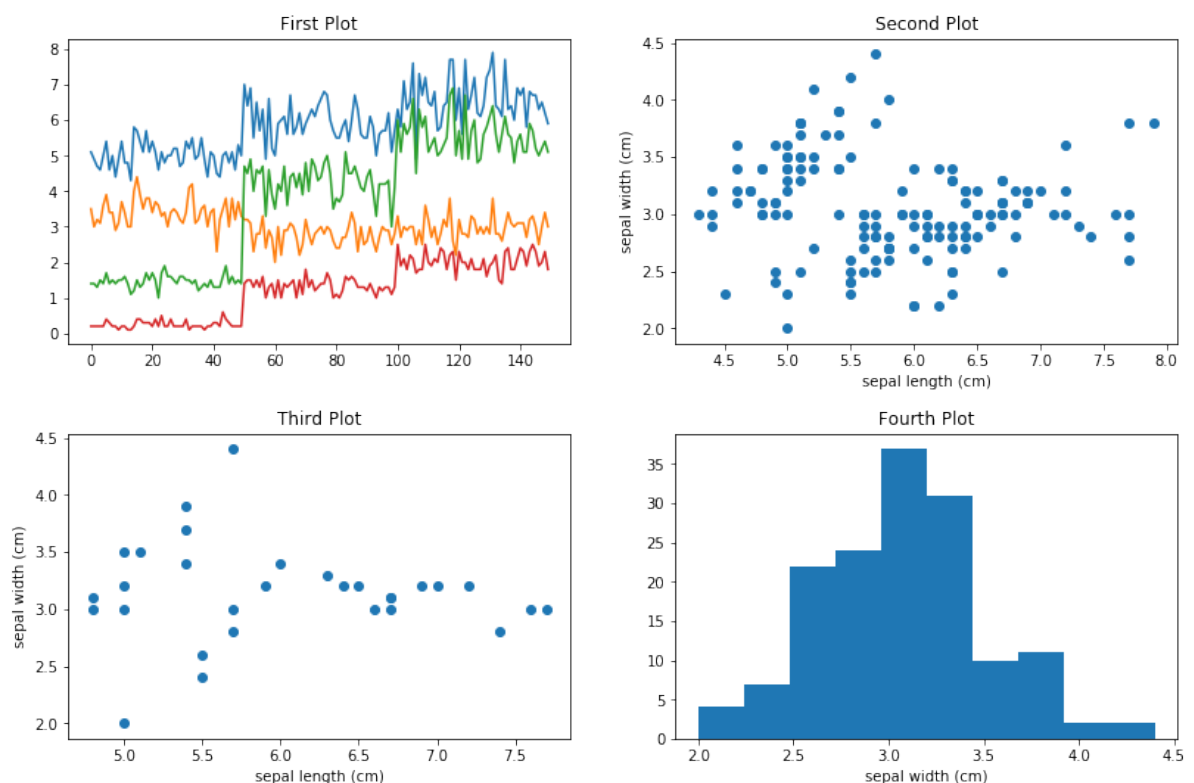 First Plot
8
7
6
5
4
3
2
1
0
0 20 40 60 80 100 120 140
Second Plot
sepal width (cm)
4.5
4.0
3.5
3.0
2.5
2.0
4.5 5.0 5.5 6.0 6.5 7.0 7.5 8.0
sepal length (cm)
Third Plot
sepal width (cm)
4.5
4.0
3.5
3.0
2.5
2.0
5.0 5.5 6.0 6.5 7.0 7.5
sepal length (cm)
Fourth Plot
35
30
25
20
15
10
5
0
2.0 2.5 3.0 3.5 4.0 4.5
sepal width (cm)